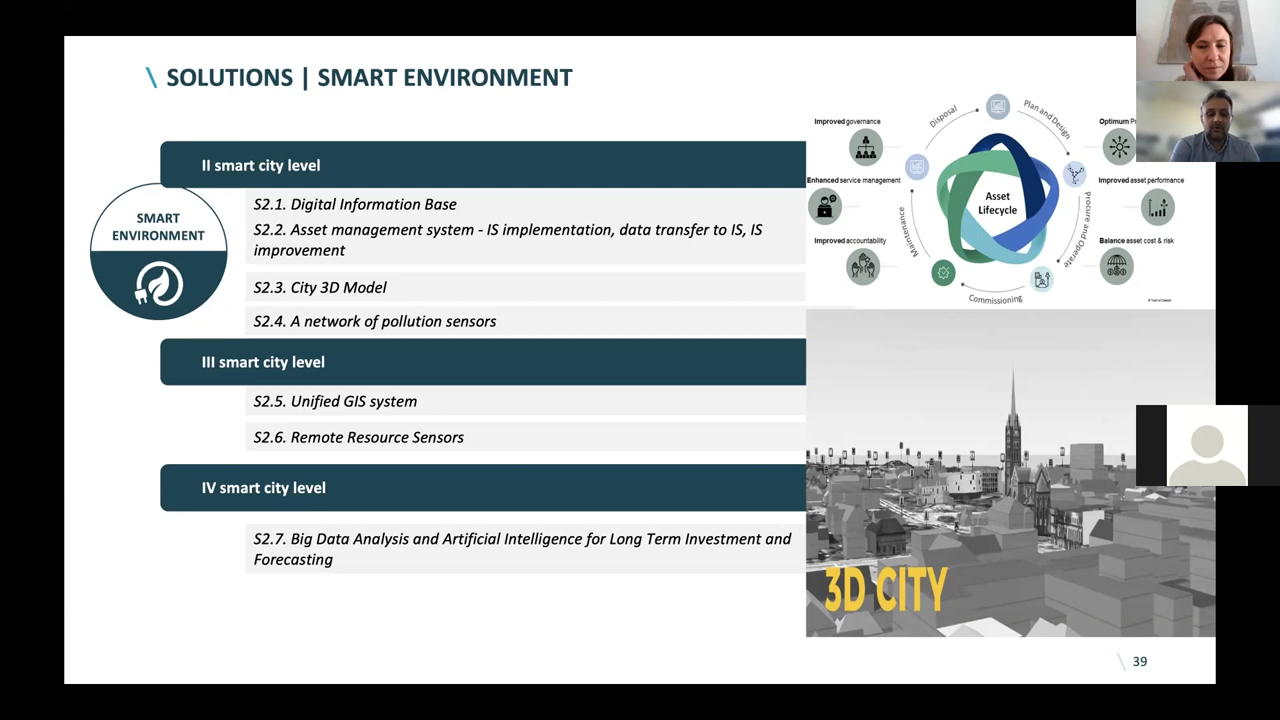 \ SOLUTIONS | SMART ENVIRONMENT
II smart city level
SMART
ENVIRONMENT
S2.1. Digital Information Base
S2.2. Asset management system - IS implementation, data transfer to IS, IS
improvement
S2.3. City 3D Model
S2.4. A network of pollution sensors
III smart city level
S2.5. Unified GIS system
S2.6. Remote Resource Sensors
IV smart city level
S2.7. Big Data Analysis and Artificial Intelligence for Long Term Investment and
Forecasting
Improved governance
Enhanced service management
Improved accountability
Disposal
Plan and Design
Procure and Operate
Commissioning
Maintenance
Asset
Lifecycle
Optimum
Improved asset performance
Balance asset cost & risk
3D CITY
39